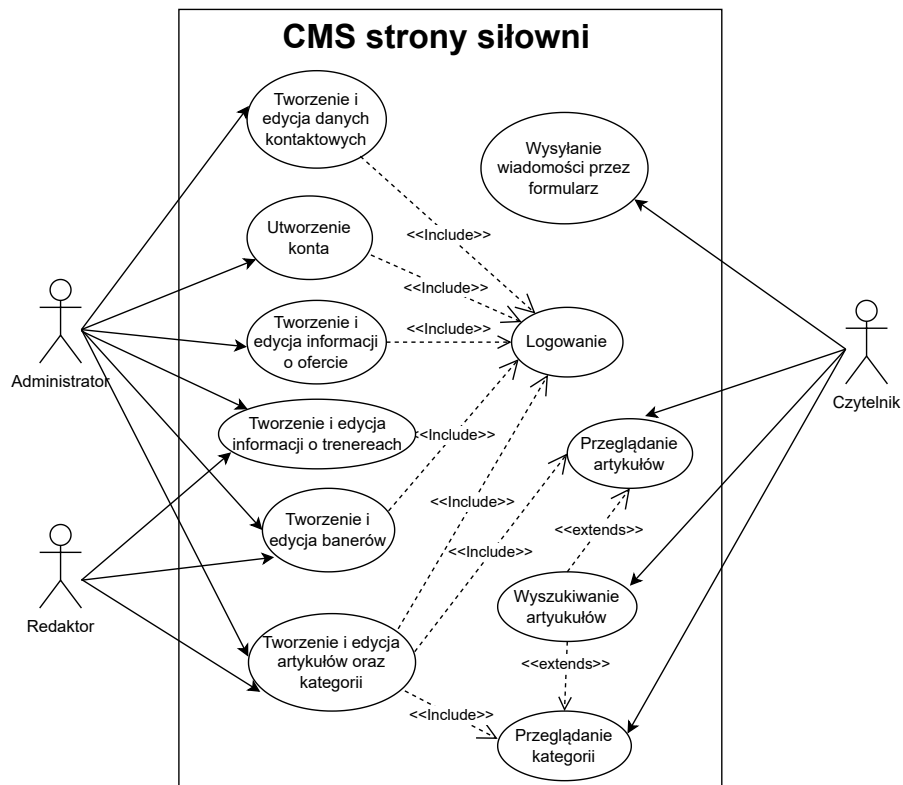 CMS strony siłowni
Tworzenie i
edycja danych
kontaktowych
Wysyłanie
wiadomości przez
formularz
<<Include>>
Utworzenie
konta
<<Include>>
Administrator
Tworzenie i
edycja informacji
o ofercie
<<Include>>
Logowanie
Czytelnik
Tworzenie i edycja
informacji o trenereach
<Include>>
Przeglądanie
artykułów
<<Include>>
Tworzenie i
edycja banerów
<<extends>>
<<Include>>
Redaktor
Wyszukiwanie
artyukułów
Tworzenie i edycja
artykułów oraz
kategorii
<<extends>>
<<Include>>
Przeglądanie
kategorii